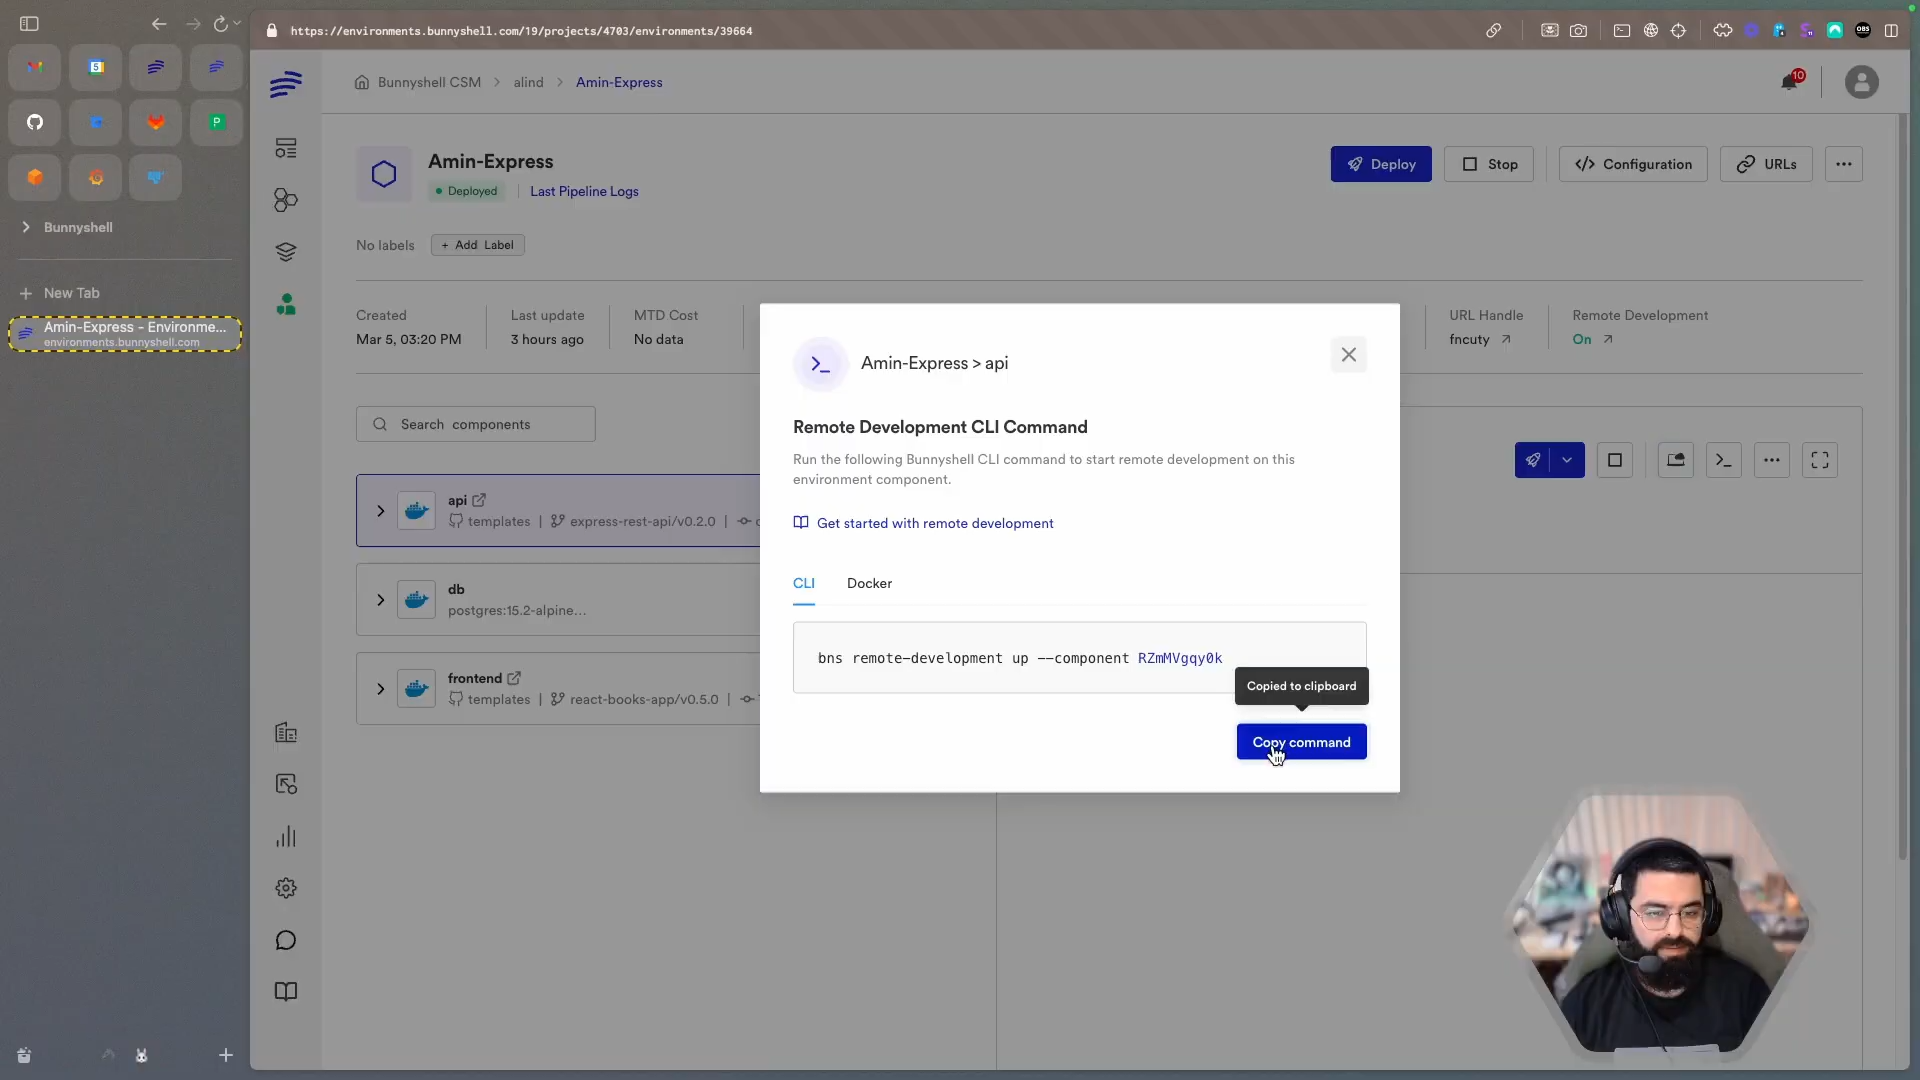 https://environments.bunnyshell.com/19/projects/4703/environments/39664
Bunnyshell
New Tab
Amin-Express - Environme...
environments.bunnyshell.com
Bunnyshell CSM > alind > Amin-Express
10
Amin-Express
Deployed
Last Pipeline Logs
Deploy
Stop
Configuration
URLs
No labels
+ Add Label
Created
Mar 5, 03:20 PM
Last update
3 hours ago
MTD Cost
No data
URL Handle
fncuty
Remote Development
On
Search components
api
templates | express-rest-api/v0.2.0 |
db
postgres:15.2-alpine...
frontend
templates | react-books-app/v0.5.0 |
Amin-Express > api
Remote Development CLI Command
Run the following Bunnyshell CLI command to start remote development on this
environment component.
Get started with remote development
CLI
Docker
bns remote-development up --component RZmMVgqy0k
Copied to clipboard
Copy command